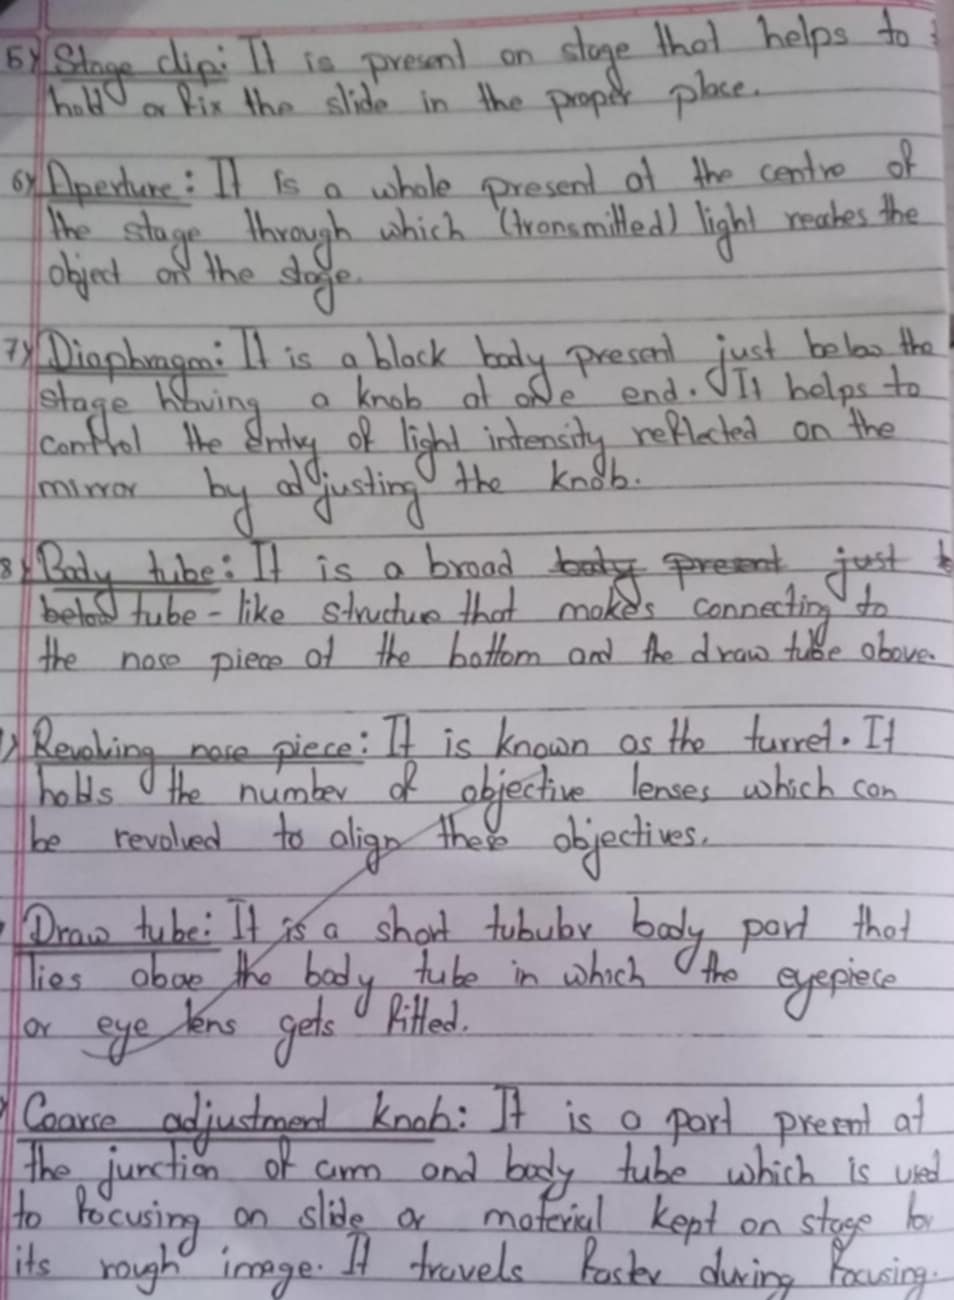 5) Stage clip: It is present on stage that helps to
hold or fix the slide in the proper place.
6) Aperture: It is a whole present at the centre of
the stage through which (transmitted) light reaches the
object on the stage.
7) Diaphragm: It is a black body present just below the
stage having a knob at one end. It helps to
control the entry of light intensity reflected on the
mirror by adjusting the knob.
8) Body tube: It is a broad body present just
below tube-like structure that makes connecting to
the nose piece at the bottom and the draw tube above.
Revolving nose piece: It is known as the turret. It
holds the number of objective lenses which can
be revolved to align these objectives.
Draw tube: It is a short tubular body part that
lies above the body tube in which the eyepiece
or eye lens gets fitted.
Coarse adjustment knob: It is a part present at
the junction of arm and body tube which is used
to focusing on slide or material kept on stage for
its rough image. It travels faster during focusing.